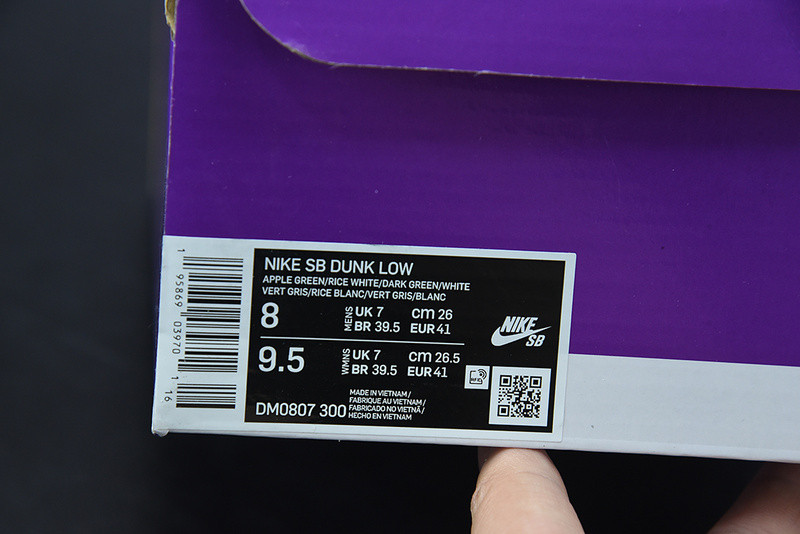 NIKE SB DUNK LOW
APPLE GREEN/RICE WHITE/DARK GREEN/WHITE
VERT GRIS/RICE BLANC/VERT GRIS/BLANC
8 MENS UK 7 cm 26
BR 39.5 EUR 41
9.5 WMNS UK 7 cm 26.5
BR 39.5 EUR 41
NIKE
SB
MADE IN VIETNAM/
FABRIQUE AU VIETNAM/
FABRICADO NO VIETNÃ/
HECHO EN VIETNAM
DM0807 300
1 95869 03970 1 16